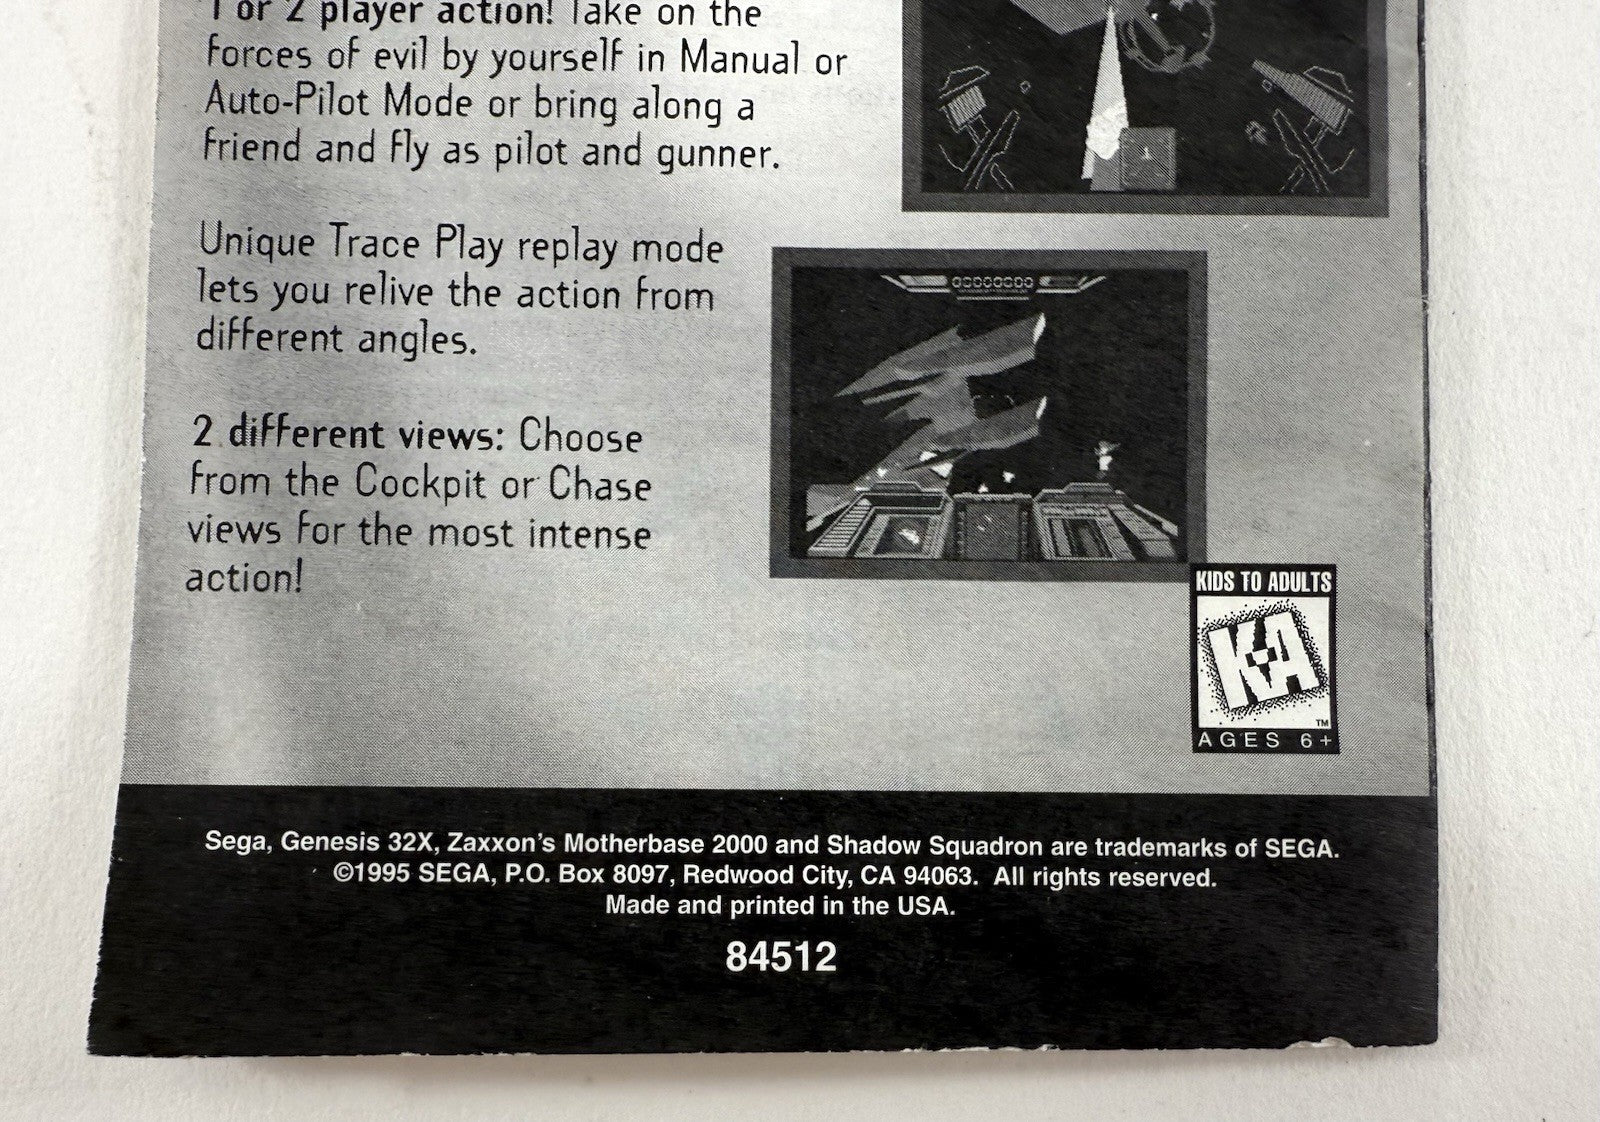 1 or 2 player action! Take on the
forces of evil by yourself in Manual or
Auto-Pilot Mode or bring along a
friend and fly as pilot and gunner.
Unique Trace Play replay mode
lets you relive the action from
different angles.
2 different views: Choose
from the Cockpit or Chase
views for the most intense
action!
00000000
KIDS TO ADULTS
KA
TM
AGES 6+
Sega, Genesis 32X, Zaxxon's Motherbase 2000 and Shadow Squadron are trademarks of SEGA.
©1995 SEGA, P.O. Box 8097, Redwood City, CA 94063. All rights reserved.
Made and printed in the USA.
84512